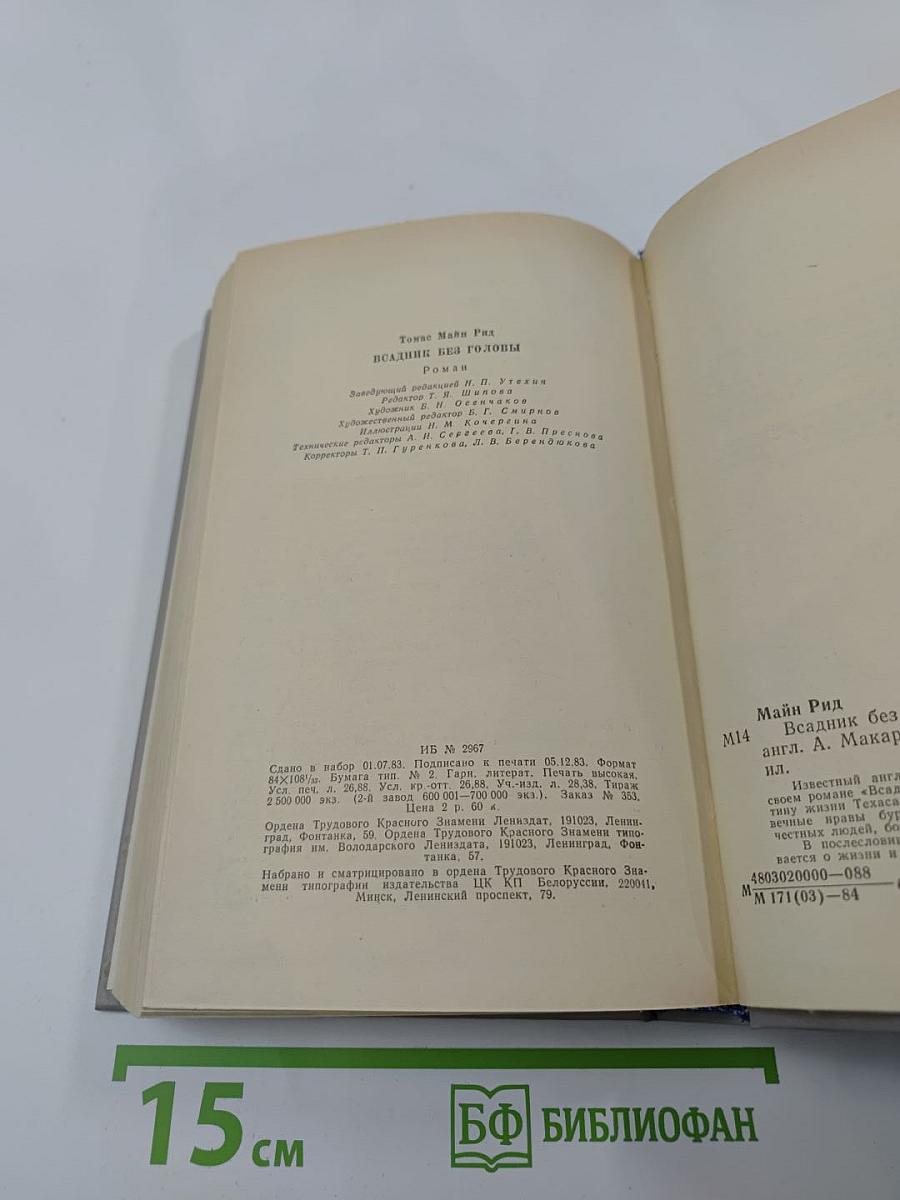 Томас Майн Рид
ВСАДНИК БЕЗ ГОЛОВЫ
Роман
Заведующий редакцией Н. П. Утехин
Редактор Т. Я. Шипова
Художник Б. Н. Осенчаков
Художественный редактор Б. Г. Смирнов
Иллюстрации Н. М. Кочергина
Технические редакторы А. И. Сергеева, Г. В. Преснова
Корректоры Т. П. Гуренкова, Л. В. Берендюкова
ИБ № 2967
Сдано в набор 01.07.83. Подписано к печати 05.12.83. Формат
84×108¹/₃₂. Бумага тип. № 2. Гарн. литерат. Печать высокая.
Усл. печ. л. 26,88. Усл. кр.-отт. 26,88. Уч.-изд. л. 28,38. Тираж
2 500 000 экз. (2-й завод 600 001—700 000 экз.). Заказ № 353.
Цена 2 р. 60 к.
Ордена Трудового Красного Знамени Лениздат, 191023, Ленин-
град, Фонтанка, 59. Ордена Трудового Красного Знамени типо-
графия им. Володарского Лениздата, 191023, Ленинград, Фон-
танка, 57.
Набрано и сматрицировано в ордена Трудового Красного Зна-
мени типографии издательства ЦК КП Белоруссии, 220041,
Минск, Ленинский проспект, 79.
Майн Рид
М14 Всадник без
англ. А. Макар
ил.
Известный англ
своем романе «Всад
тину жизни Техаса
вечные нравы бур
честных людей, бо
В послеслови
вается о жизни и
М 4803020000—088
М 171(03)—84
15 см
БФ БИБЛИОФАН